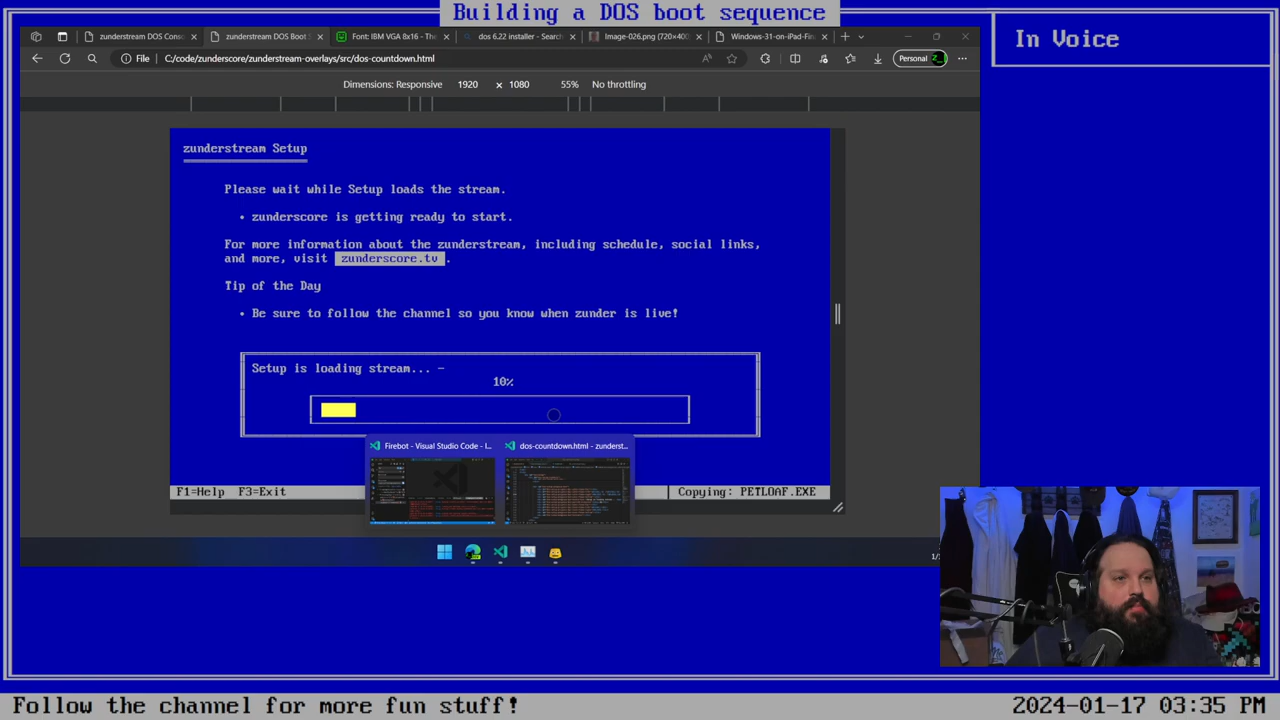 Building a DOS boot sequence
In Voice
zunderstream DOS Conso
zunderstream DOS Boot S
Font: IBM VGA 8x16 - The
dos 6.22 installer - Search
Image-026.png (720×400
Windows-31-on-iPad-Fin
File
C:/code/zunderscore/zunderstream-overlays/src/dos-countdown.html
Personal
Dimensions: Responsive 1920 × 1080 55% No throttling
zunderstream Setup
Please wait while Setup loads the stream.
• zunderscore is getting ready to start.
For more information about the zunderstream, including schedule, social links,
and more, visit zunderscore.tv .
Tip of the Day
• Be sure to follow the channel so you know when zunder is live!
Setup is loading stream... -
10%
Firebot - Visual Studio Code - I...
dos-countdown.html - zunderst...
F1=Help F3=Exit
Copying: PETLOAF.EXE
1/
Follow the channel for more fun stuff!
2024-01-17 03:35 PM